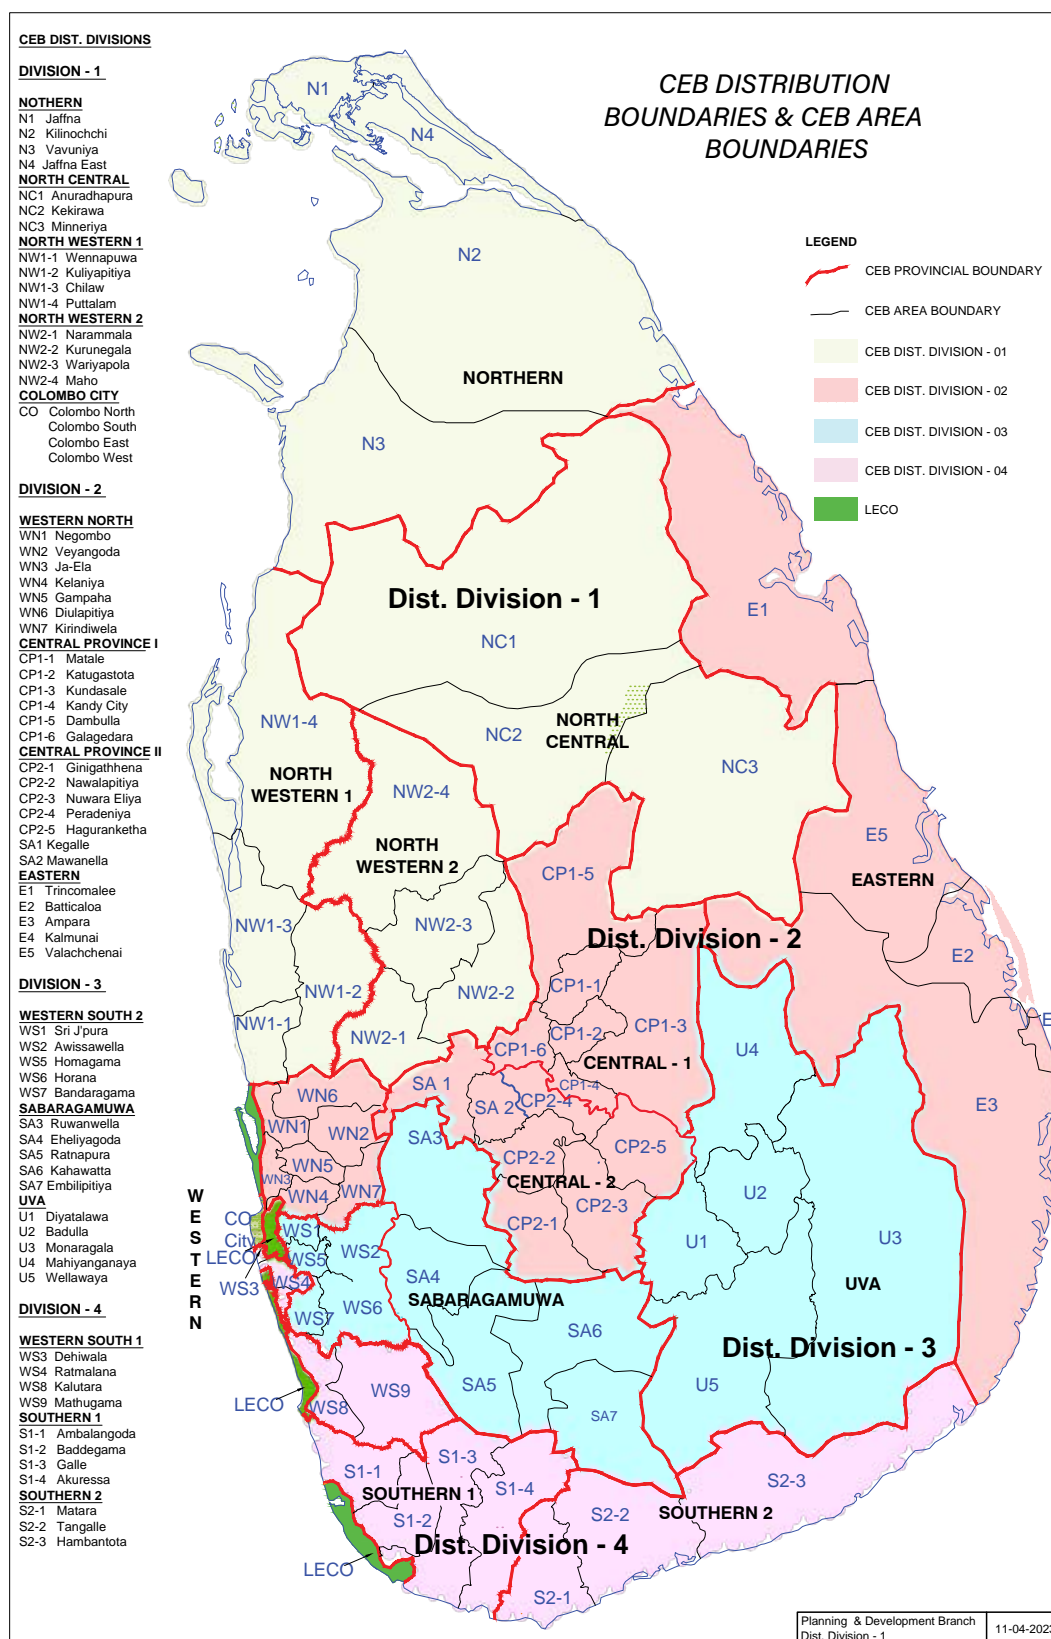 CEB DIST. DIVISIONS
DIVISION - 1
NOTHERN
N1 Jaffna
N2 Kilinochchi
N3 Vavuniya
N4 Jaffna East
NORTH CENTRAL
NC1 Anuradhapura
NC2 Kekirawa
NC3 Minneriya
NORTH WESTERN 1
NW1-1 Wennapuwa
NW1-2 Kuliyapitiya
NW1-3 Chilaw
NW1-4 Puttalam
NORTH WESTERN 2
NW2-1 Narammala
NW2-2 Kurunegala
NW2-3 Wariyapola
NW2-4 Maho
COLOMBO CITY
CO Colombo North
Colombo South
Colombo East
Colombo West
DIVISION - 2
WESTERN NORTH
WN1 Negombo
WN2 Veyangoda
WN3 Ja-Ela
WN4 Kelaniya
WN5 Gampaha
WN6 Diulapitiya
WN7 Kirindiwela
CENTRAL PROVINCE I
CP1-1 Matale
CP1-2 Katugastota
CP1-3 Kundasale
CP1-4 Kandy City
CP1-5 Dambulla
CP1-6 Galagedara
CENTRAL PROVINCE II
CP2-1 Ginigathhena
CP2-2 Nawalapitiya
CP2-3 Nuwara Eliya
CP2-4 Peradeniya
CP2-5 Haguranketha
SA1 Kegalle
SA2 Mawanella
EASTERN
E1 Trincomalee
E2 Batticaloa
E3 Ampara
E4 Kalmunai
E5 Valachchenai
DIVISION - 3
WESTERN SOUTH 2
WS1 Sri J'pura
WS2 Awissawella
WS5 Homagama
WS6 Horana
WS7 Bandaragama
SABARAGAMUWA
SA3 Ruwanwella
SA4 Eheliyagoda
SA5 Ratnapura
SA6 Kahawatta
SA7 Embilipitiya
UVA
U1 Diyatalawa
U2 Badulla
U3 Monaragala
U4 Mahiyanganaya
U5 Wellawaya
DIVISION - 4
WESTERN SOUTH 1
WS3 Dehiwala
WS4 Ratmalana
WS8 Kalutara
WS9 Mathugama
SOUTHERN 1
S1-1 Ambalangoda
S1-2 Baddegama
S1-3 Galle
S1-4 Akuressa
SOUTHERN 2
S2-1 Matara
S2-2 Tangalle
S2-3 Hambantota
CEB DISTRIBUTION
BOUNDARIES & CEB AREA
BOUNDARIES
LEGEND
CEB PROVINCIAL BOUNDARY
CEB AREA BOUNDARY
CEB DIST. DIVISION - 01
CEB DIST. DIVISION - 02
CEB DIST. DIVISION - 03
CEB DIST. DIVISION - 04
LECO
N1
N4
N2
NORTHERN
N3
Dist. Division - 1
E1
NC1
NW1-4
NC2
NORTH
CENTRAL
NC3
NORTH
WESTERN 1
NW2-4
NORTH
WESTERN 2
E5
CP1-5
EASTERN
NW1-3
NW2-3
Dist. Division - 2
E2
NW1-2
NW2-2
CP1-1
NW1-1
NW2-1
CP1-2
CP1-3
E
CP1-6
U4
CENTRAL - 1
SA 1
CP1-4
WN6
SA 2
CP2-4
E3
WN1
WN2
SA3
CP2-5
CP2-2
WN5
WN3
CENTRAL - 2
WN7
WN4
U2
CP2-3
WESTERN
CO
City
CP2-1
WS1
U1
U3
LECO
WS2
WS5
SA4
WS3
WS4
UVA
SABARAGAMUWA
WS6
WS7
SA6
Dist. Division - 3
WS9
SA5
U5
LECO
WS8
SA7
S1-3
S1-1
S2-3
SOUTHERN 1
S1-4
S2-2
SOUTHERN 2
S1-2
Dist. Division - 4
LECO
S2-1
Planning & Development Branch
Dist. Division - 1
11-04-2023